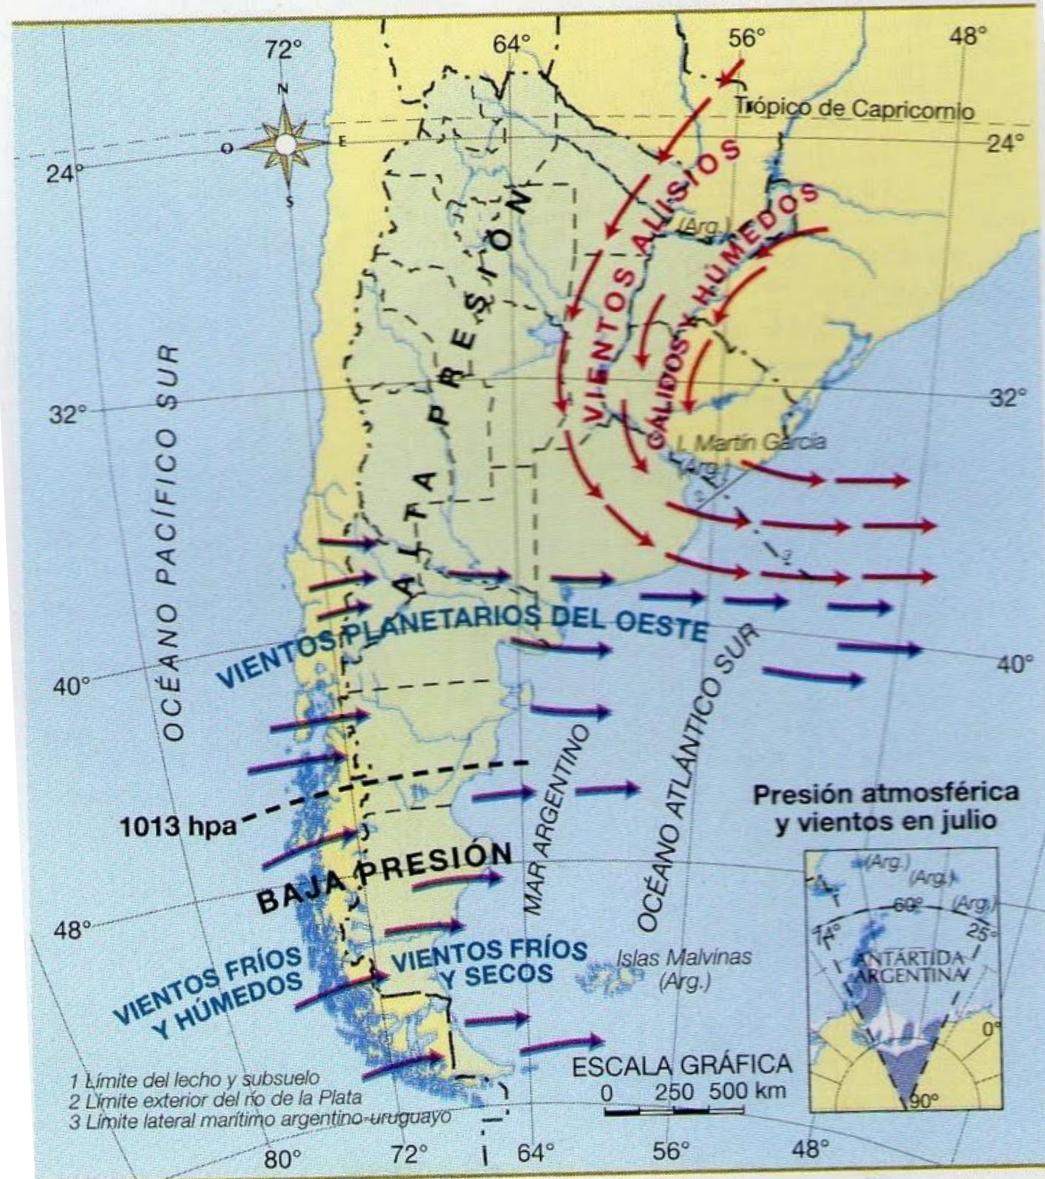 72°
64°
56°
48°
N
O
E
S
Trópico de Capricornio
24°
24°
VIENTOS ALISIOS
CÁLIDOS Y HÚMEDOS
(Arg.)
ALTA PRESIÓN
OCÉANO PACÍFICO SUR
32°
32°
I. Martín García
(Arg.)
2
3
VIENTOS PLANETARIOS DEL OESTE
40°
40°
OCÉANO ATLÁNTICO SUR
MAR ARGENTINO
1013 hpa
BAJA PRESIÓN
48°
VIENTOS FRÍOS
Y HÚMEDOS
VIENTOS FRÍOS
Y SECOS
Islas Malvinas
(Arg.)
Presión atmosférica
y vientos en julio
(Arg.)
(Arg.)
(Arg.)
60°
74°
25°
ANTÁRTIDA
ARGENTINA
0°
90°
ESCALA GRÁFICA
0 250 500 km
1 Límite del lecho y subsuelo
2 Límite exterior del río de la Plata
3 Límite lateral marítimo argentino-uruguayo
80°
72°
64°
56°
48°